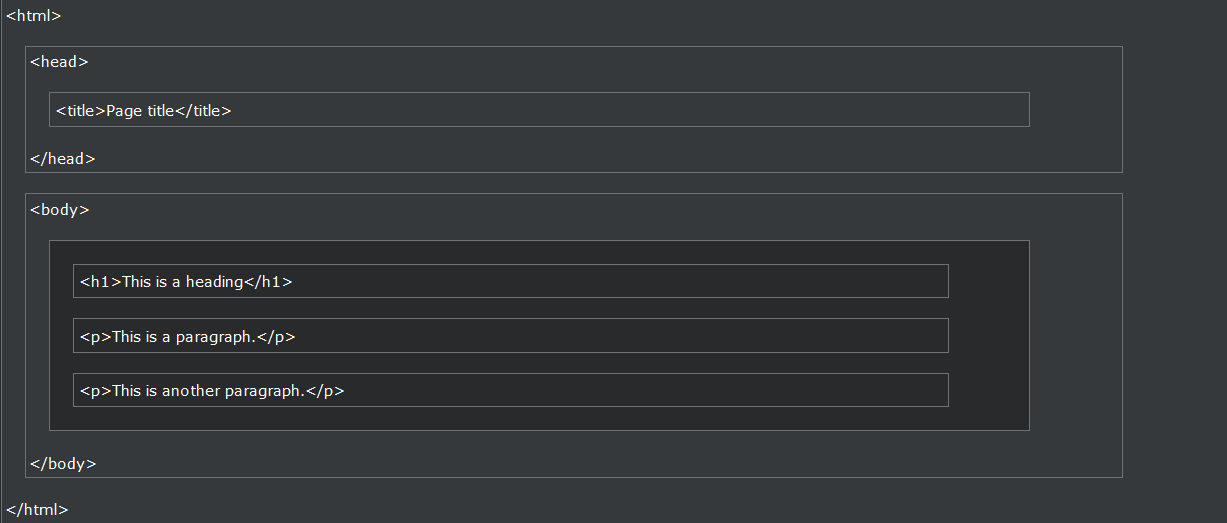 <html>
<head>
<title>Page title</title>
</head>
<body>
<h1>This is a heading</h1>
<p>This is a paragraph.</p>
<p>This is another paragraph.</p>
</body>
</html>